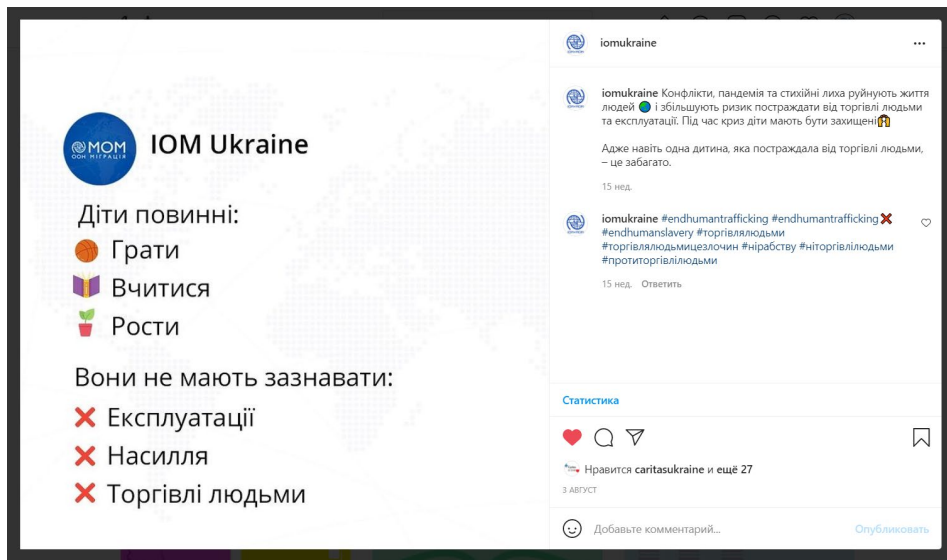 МОМ
ООН МІГРАЦІЯ
IOM Ukraine
Діти повинні:
Грати
Вчитися
Рости
Вони не мають зазнавати:
Експлуатації
Насилля
Торгівлі людьми
iomukraine
iomukraine Конфлікти, пандемія та стихійні лиха руйнують життя
людей і збільшують ризик постраждати від торгівлі людьми
та експлуатації. Під час криз діти мають бути захищені
Адже навіть одна дитина, яка постраждала від торгівлі людьми,
– це забагато.
15 нед.
iomukraine #endhumantrafficking #endhumantrafficking
#endhumanslavery #торгівлялюдьми
#торгівлялюдьмицезлочин #нірабству #ніторгівлілюдьми
#протиторгівлілюдьми
15 нед. Ответить
Статистика
Нравится caritasukraine и ещё 27
3 АВГУСТ
Добавьте комментарий...
Опубликовать